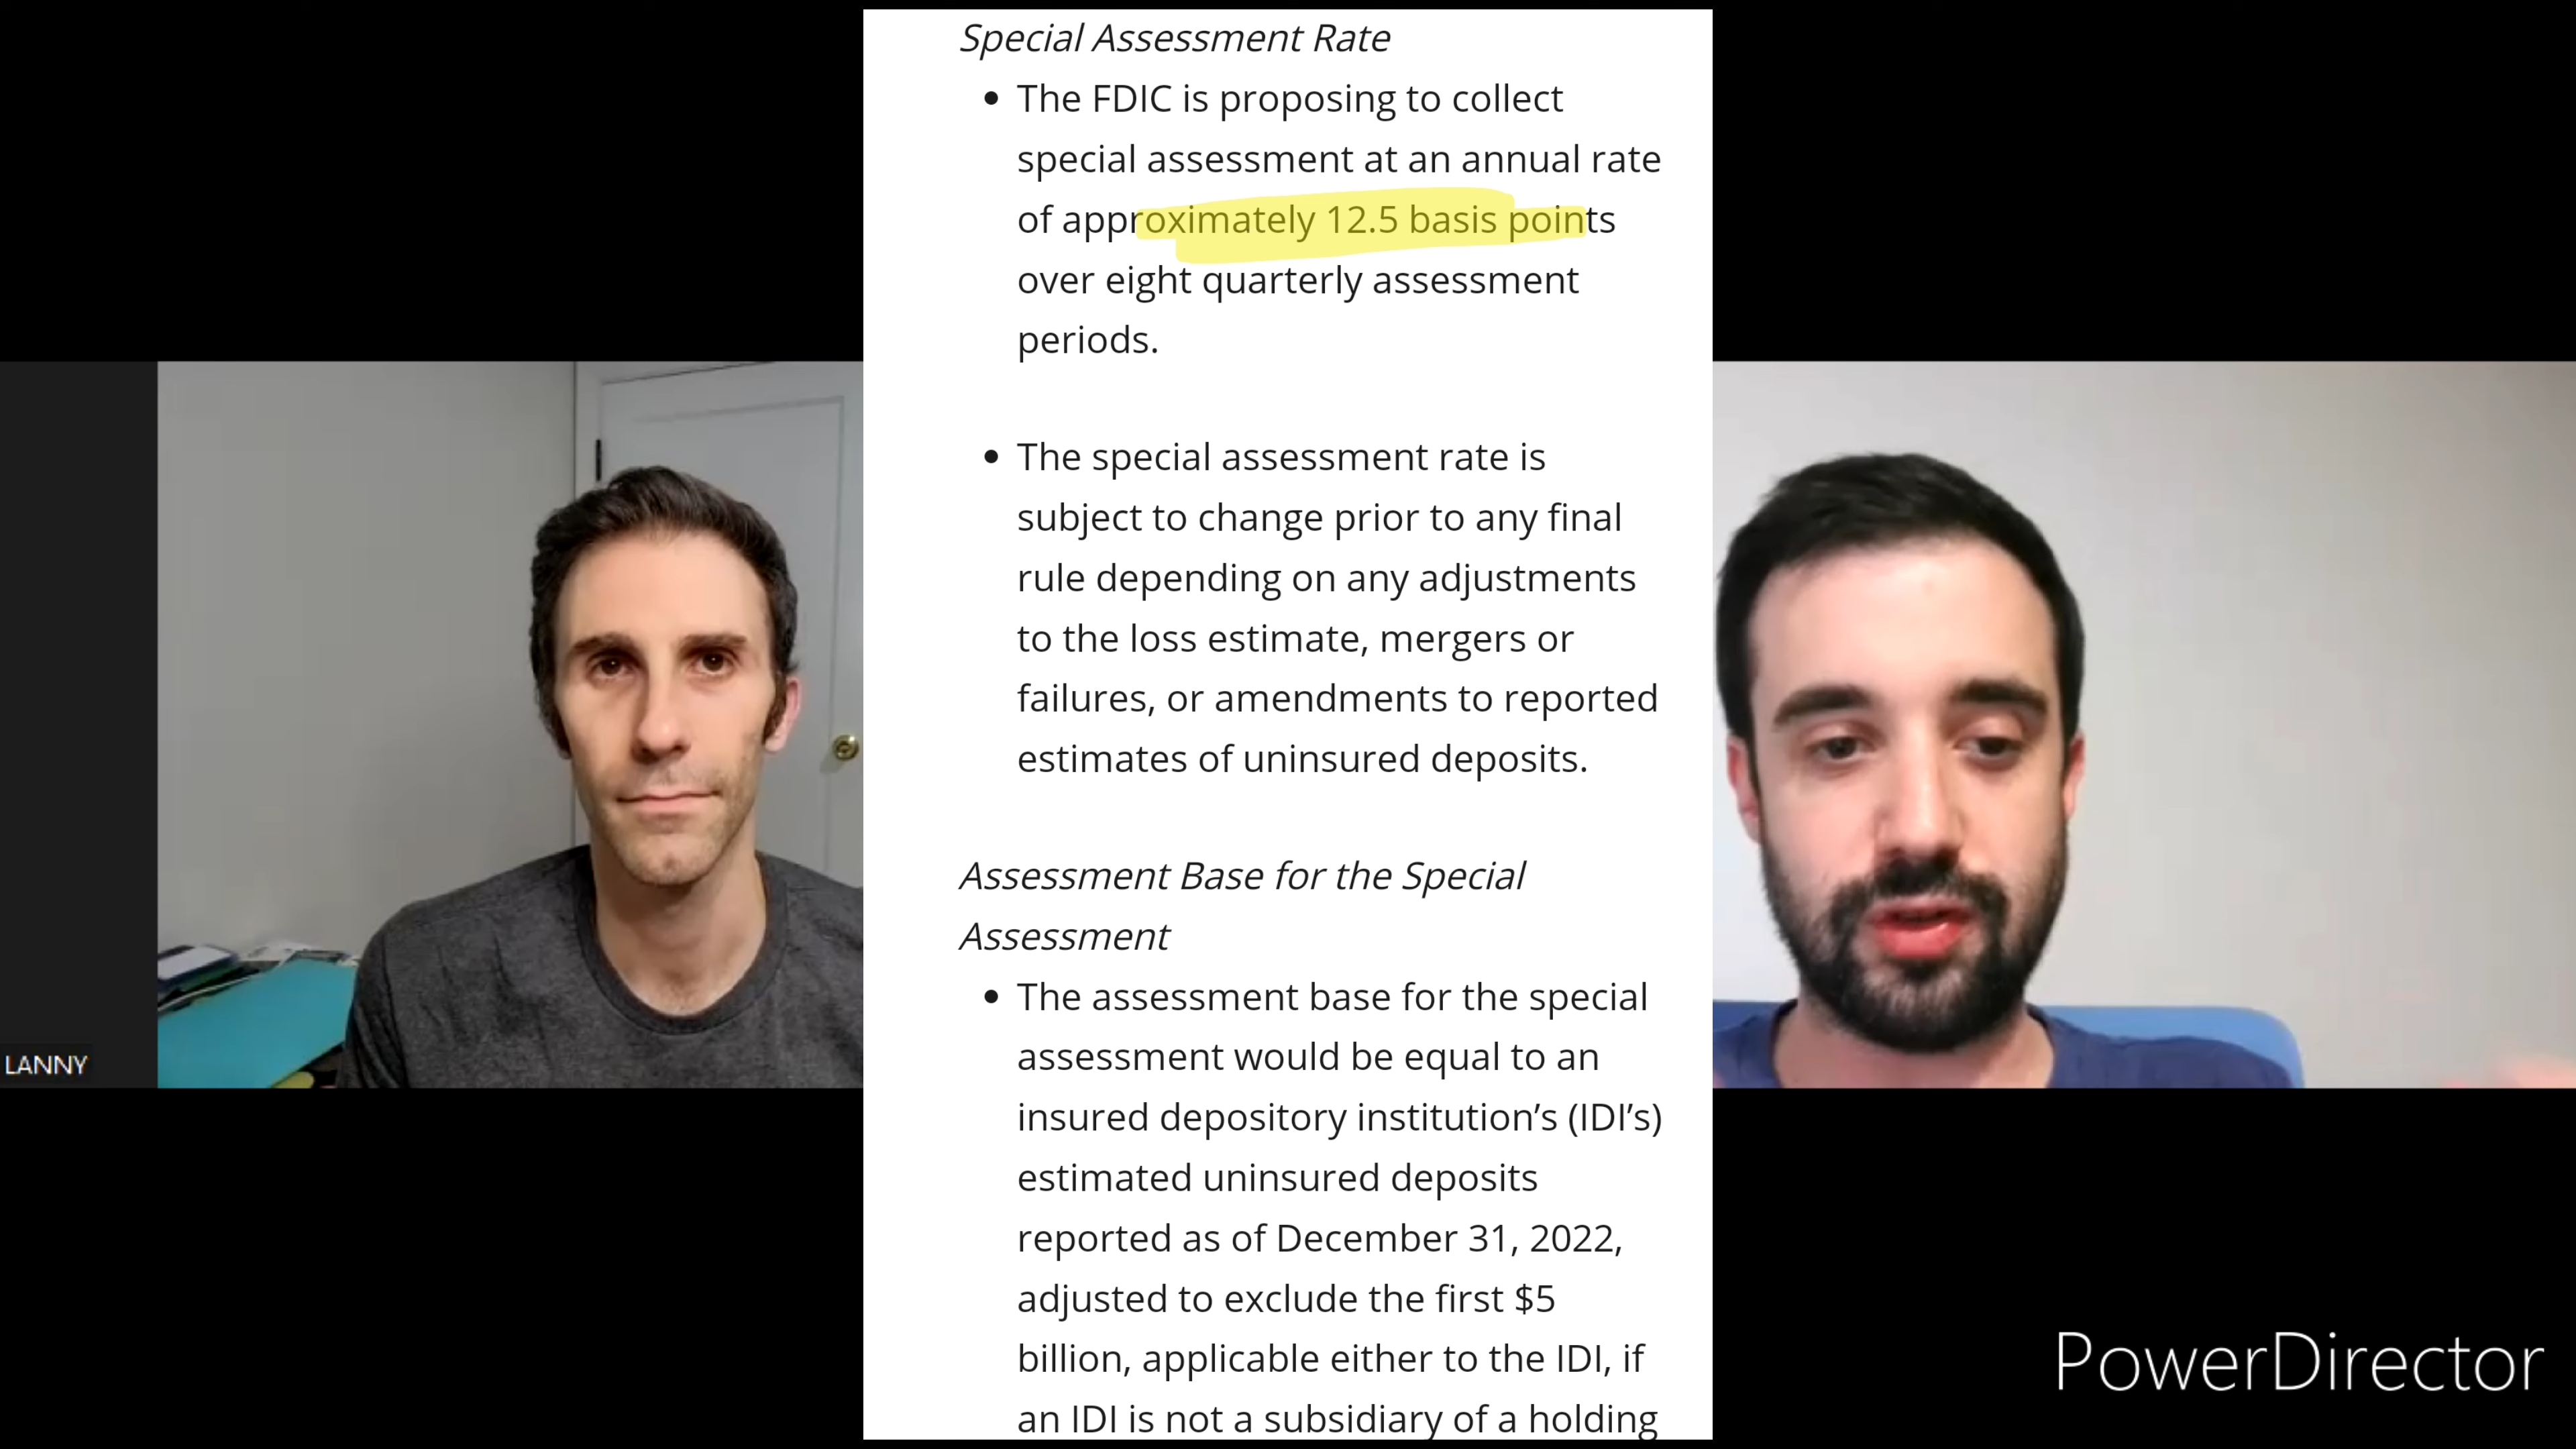 Special Assessment Rate
• The FDIC is proposing to collect
special assessment at an annual rate
of approximately 12.5 basis points
over eight quarterly assessment
periods.
• The special assessment rate is
subject to change prior to any final
rule depending on any adjustments
to the loss estimate, mergers or
failures, or amendments to reported
estimates of uninsured deposits.
Assessment Base for the Special
Assessment
• The assessment base for the special
assessment would be equal to an
insured depository institution’s (IDI’s)
estimated uninsured deposits
reported as of December 31, 2022,
adjusted to exclude the first $5
billion, applicable either to the IDI, if
an IDI is not a subsidiary of a holding
LANNY
PowerDirector